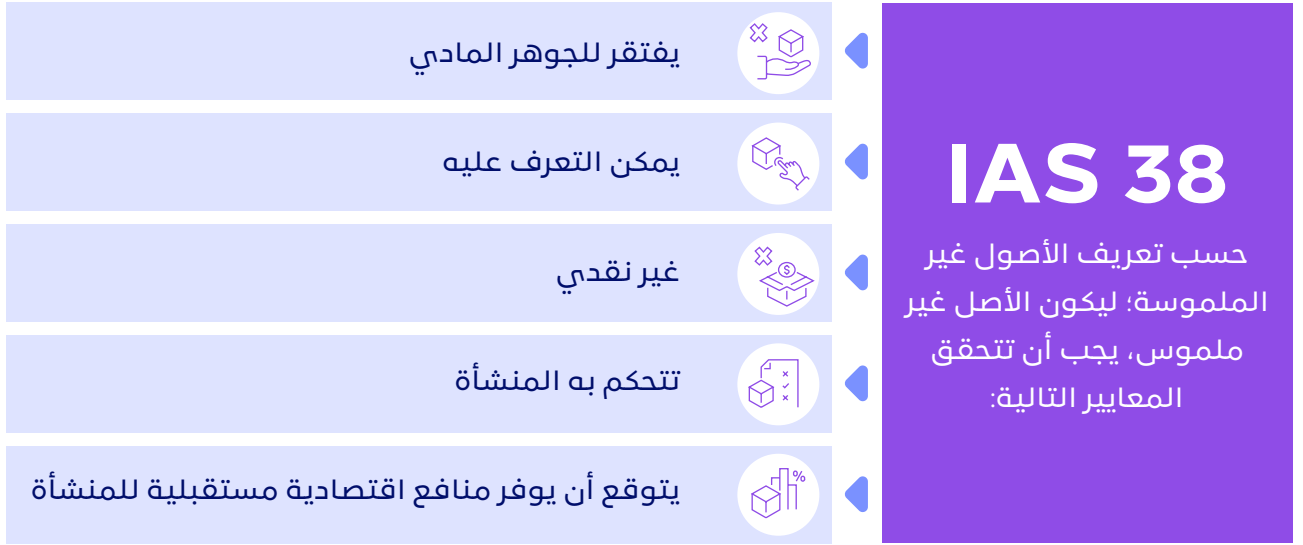 IAS 38
حسب تعريف الأصول غير
الملموسة؛ ليكون الأصل غير
ملموس، يجب أن تتحقق
المعايير التالية:
يفتقر للجوهر المادي
يمكن التعرف عليه
غير نقدي
تتحكم به المنشأة
يتوقع أن يوفر منافع اقتصادية مستقبلية للمنشأة